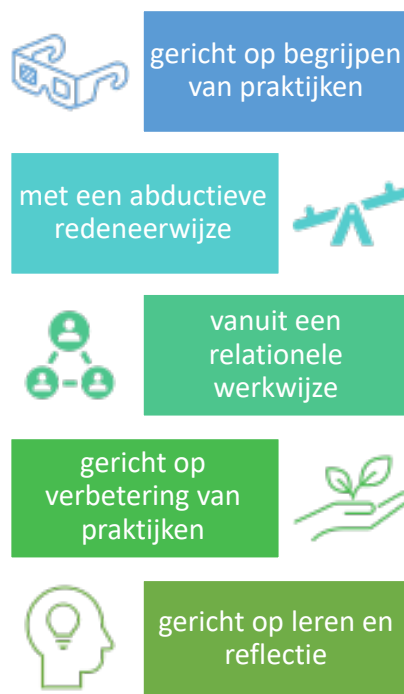 gericht op begrijpen
van praktijken
met een abductieve
redeneerwijze
vanuit een
relationele
werkwijze
gericht op
verbetering van
praktijken
gericht op leren en
reflectie